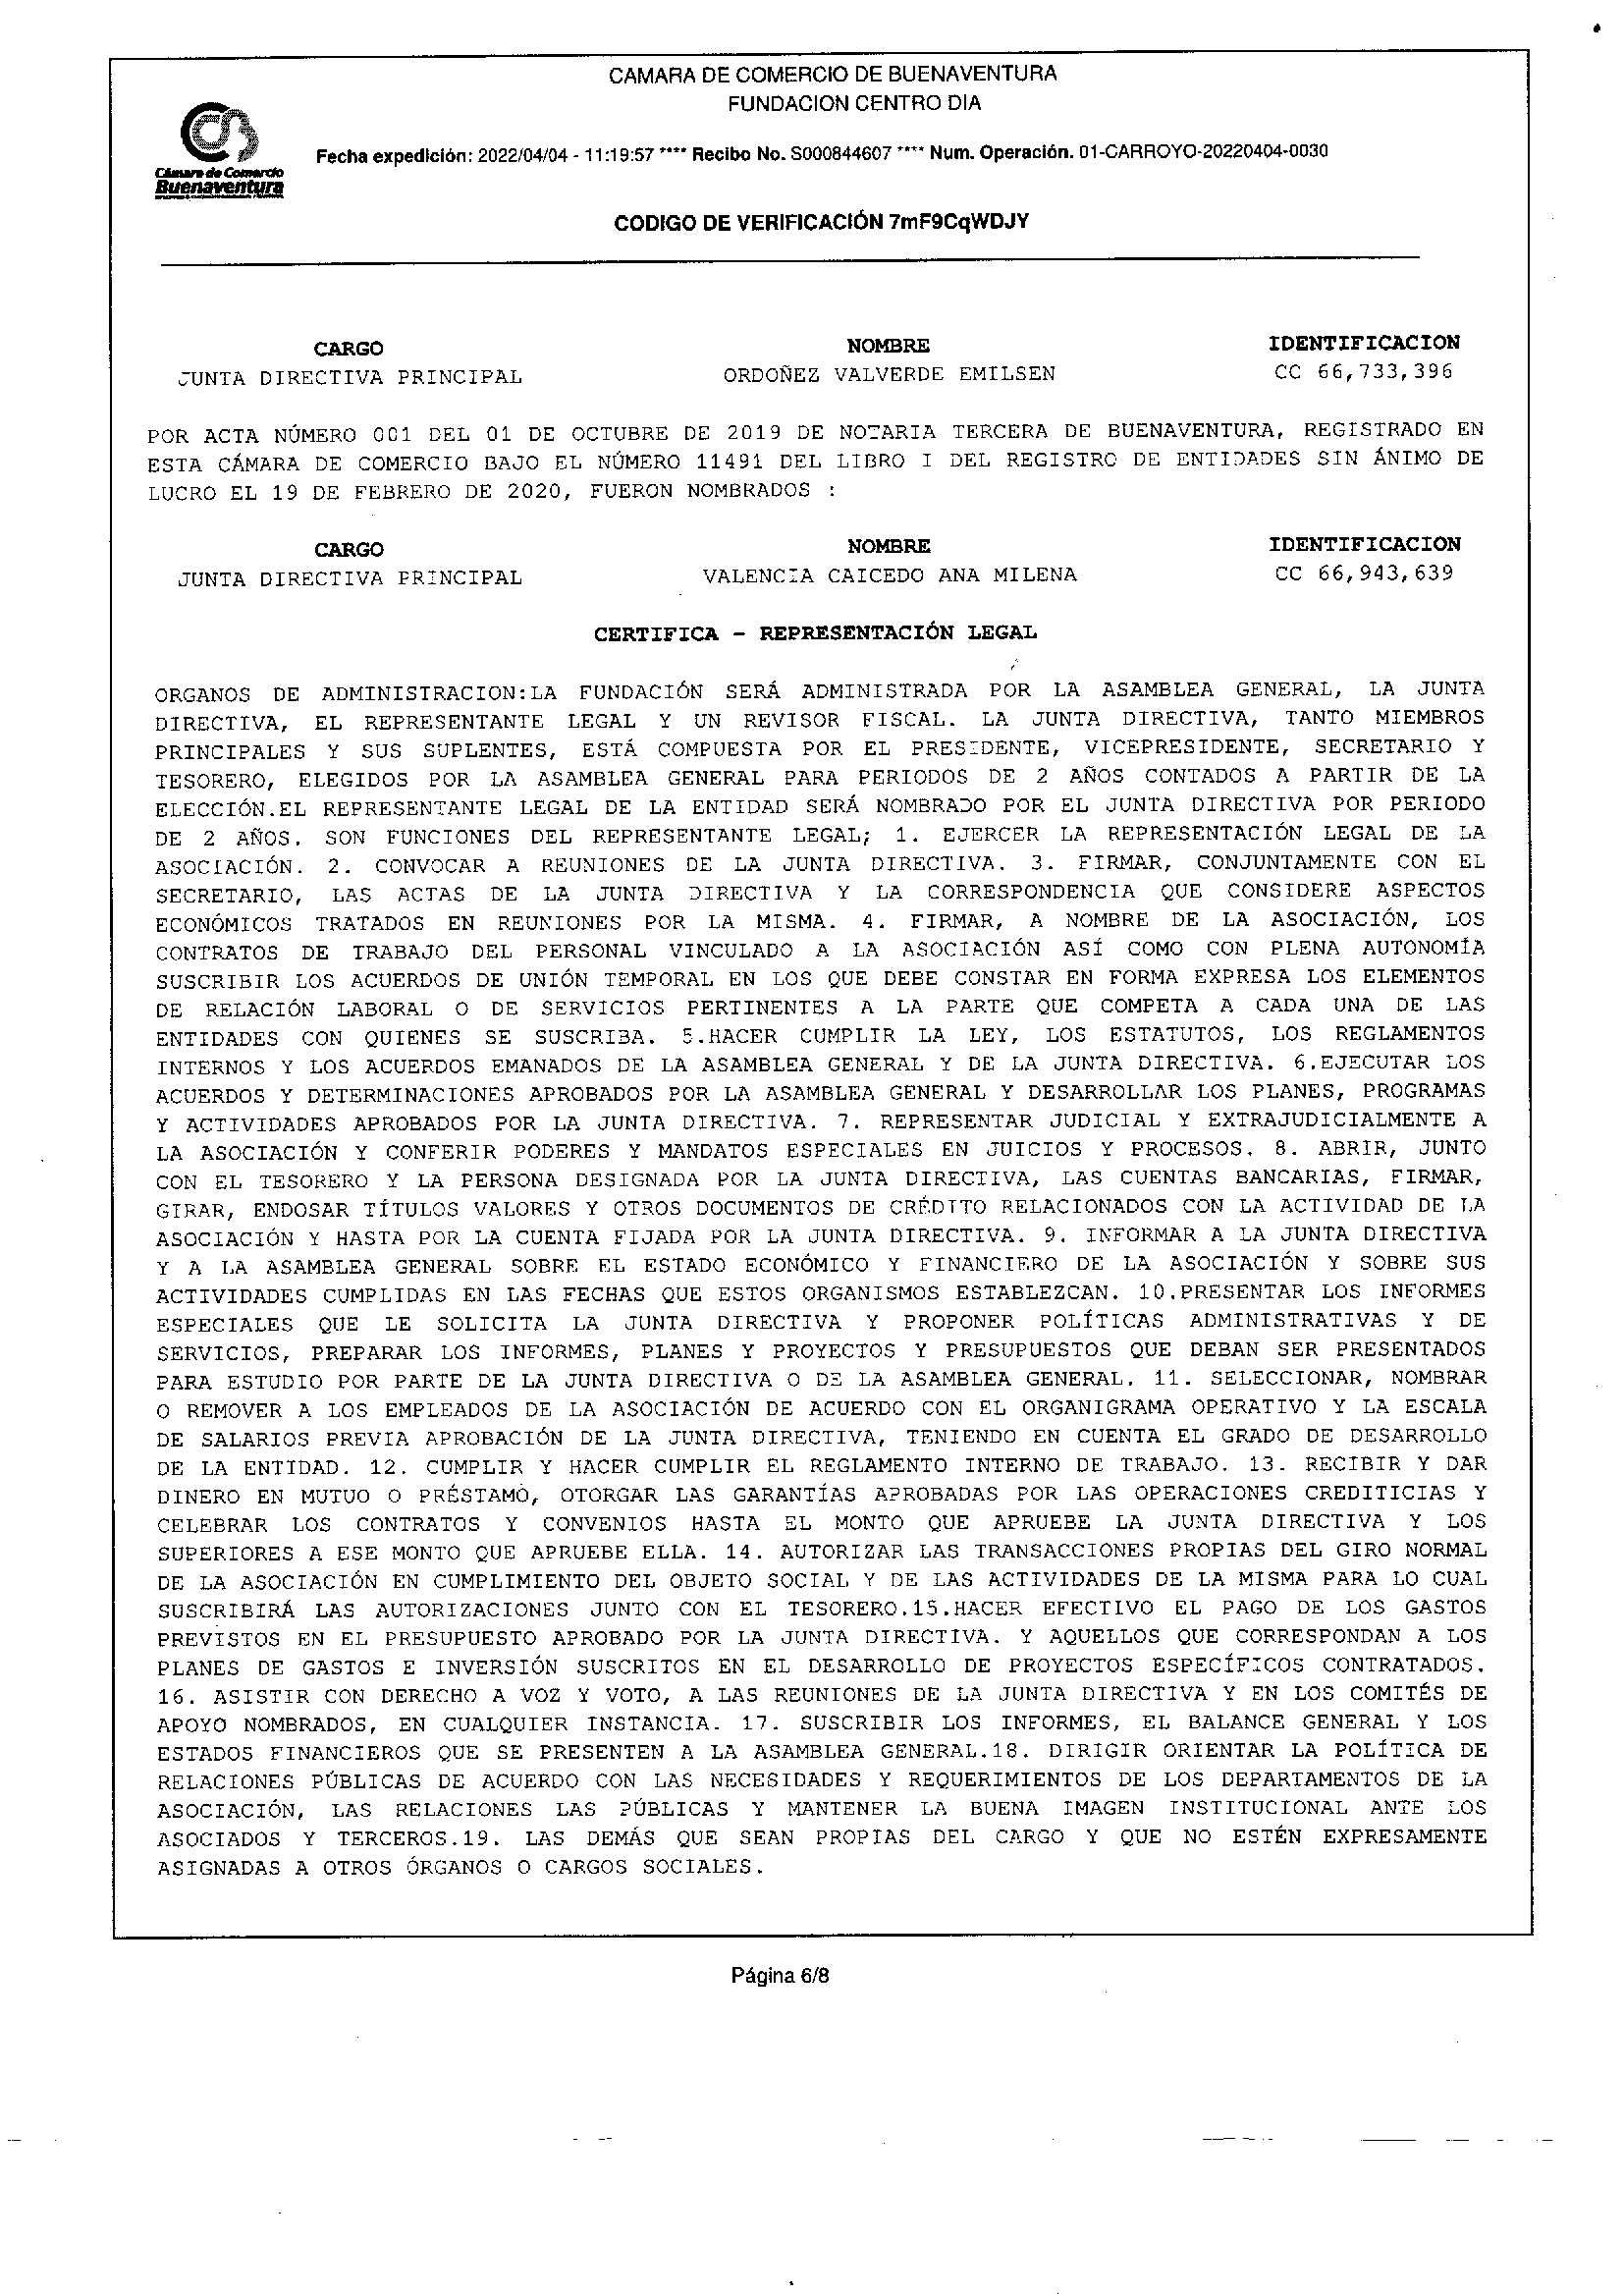 CAMARA DE COMERCIO DE BUENAVENTURA
FUNDACION CENTRO DIA
Fecha expedición: 2022/04/04 - 11:19:57 **** Recibo No. S000844607 **** Num. Operación. 01-CARROYO-20220404-0030
Cámara de Comercio
Buenaventura
CODIGO DE VERIFICACIÓN 7mF9CqWDJY
CARGO NOMBRE IDENTIFICACION
JUNTA DIRECTIVA PRINCIPAL ORDOÑEZ VALVERDE EMILSEN CC 66,733,396
POR ACTA NÚMERO 001 DEL 01 DE OCTUBRE DE 2019 DE NOTARIA TERCERA DE BUENAVENTURA, REGISTRADO EN
ESTA CÁMARA DE COMERCIO BAJO EL NÚMERO 11491 DEL LIBRO I DEL REGISTRO DE ENTIDADES SIN ÁNIMO DE
LUCRO EL 19 DE FEBRERO DE 2020, FUERON NOMBRADOS :
CARGO NOMBRE IDENTIFICACION
JUNTA DIRECTIVA PRINCIPAL VALENCIA CAICEDO ANA MILENA CC 66,943,639
CERTIFICA - REPRESENTACIÓN LEGAL
ORGANOS DE ADMINISTRACION:LA FUNDACIÓN SERÁ ADMINISTRADA POR LA ASAMBLEA GENERAL, LA JUNTA
DIRECTIVA, EL REPRESENTANTE LEGAL Y UN REVISOR FISCAL. LA JUNTA DIRECTIVA, TANTO MIEMBROS
PRINCIPALES Y SUS SUPLENTES, ESTÁ COMPUESTA POR EL PRESIDENTE, VICEPRESIDENTE, SECRETARIO Y
TESORERO, ELEGIDOS POR LA ASAMBLEA GENERAL PARA PERIODOS DE 2 AÑOS CONTADOS A PARTIR DE LA
ELECCIÓN.EL REPRESENTANTE LEGAL DE LA ENTIDAD SERÁ NOMBRADO POR EL JUNTA DIRECTIVA POR PERIODO
DE 2 AÑOS. SON FUNCIONES DEL REPRESENTANTE LEGAL; 1. EJERCER LA REPRESENTACIÓN LEGAL DE LA
ASOCIACIÓN. 2. CONVOCAR A REUNIONES DE LA JUNTA DIRECTIVA. 3. FIRMAR, CONJUNTAMENTE CON EL
SECRETARIO, LAS ACTAS DE LA JUNTA DIRECTIVA Y LA CORRESPONDENCIA QUE CONSIDERE ASPECTOS
ECONÓMICOS TRATADOS EN REUNIONES POR LA MISMA. 4. FIRMAR, A NOMBRE DE LA ASOCIACIÓN, LOS
CONTRATOS DE TRABAJO DEL PERSONAL VINCULADO A LA ASOCIACIÓN ASÍ COMO CON PLENA AUTONOMÍA
SUSCRIBIR LOS ACUERDOS DE UNIÓN TEMPORAL EN LOS QUE DEBE CONSTAR EN FORMA EXPRESA LOS ELEMENTOS
DE RELACIÓN LABORAL O DE SERVICIOS PERTINENTES A LA PARTE QUE COMPETA A CADA UNA DE LAS
ENTIDADES CON QUIENES SE SUSCRIBA. 5.HACER CUMPLIR LA LEY, LOS ESTATUTOS, LOS REGLAMENTOS
INTERNOS Y LOS ACUERDOS EMANADOS DE LA ASAMBLEA GENERAL Y DE LA JUNTA DIRECTIVA. 6.EJECUTAR LOS
ACUERDOS Y DETERMINACIONES APROBADOS POR LA ASAMBLEA GENERAL Y DESARROLLAR LOS PLANES, PROGRAMAS
Y ACTIVIDADES APROBADOS POR LA JUNTA DIRECTIVA. 7. REPRESENTAR JUDICIAL Y EXTRAJUDICIALMENTE A
LA ASOCIACIÓN Y CONFERIR PODERES Y MANDATOS ESPECIALES EN JUICIOS Y PROCESOS. 8. ABRIR, JUNTO
CON EL TESORERO Y LA PERSONA DESIGNADA POR LA JUNTA DIRECTIVA, LAS CUENTAS BANCARIAS, FIRMAR,
GIRAR, ENDOSAR TÍTULOS VALORES Y OTROS DOCUMENTOS DE CRÉDITO RELACIONADOS CON LA ACTIVIDAD DE LA
ASOCIACIÓN Y HASTA POR LA CUENTA FIJADA POR LA JUNTA DIRECTIVA. 9. INFORMAR A LA JUNTA DIRECTIVA
Y A LA ASAMBLEA GENERAL SOBRE EL ESTADO ECONÓMICO Y FINANCIERO DE LA ASOCIACIÓN Y SOBRE SUS
ACTIVIDADES CUMPLIDAS EN LAS FECHAS QUE ESTOS ORGANISMOS ESTABLEZCAN. 10.PRESENTAR LOS INFORMES
ESPECIALES QUE LE SOLICITA LA JUNTA DIRECTIVA Y PROPONER POLÍTICAS ADMINISTRATIVAS Y DE
SERVICIOS, PREPARAR LOS INFORMES, PLANES Y PROYECTOS Y PRESUPUESTOS QUE DEBAN SER PRESENTADOS
PARA ESTUDIO POR PARTE DE LA JUNTA DIRECTIVA O DE LA ASAMBLEA GENERAL. 11. SELECCIONAR, NOMBRAR
O REMOVER A LOS EMPLEADOS DE LA ASOCIACIÓN DE ACUERDO CON EL ORGANIGRAMA OPERATIVO Y LA ESCALA
DE SALARIOS PREVIA APROBACIÓN DE LA JUNTA DIRECTIVA, TENIENDO EN CUENTA EL GRADO DE DESARROLLO
DE LA ENTIDAD. 12. CUMPLIR Y HACER CUMPLIR EL REGLAMENTO INTERNO DE TRABAJO. 13. RECIBIR Y DAR
DINERO EN MUTUO O PRÉSTAMO, OTORGAR LAS GARANTÍAS APROBADAS POR LAS OPERACIONES CREDITICIAS Y
CELEBRAR LOS CONTRATOS Y CONVENIOS HASTA EL MONTO QUE APRUEBE LA JUNTA DIRECTIVA Y LOS
SUPERIORES A ESE MONTO QUE APRUEBE ELLA. 14. AUTORIZAR LAS TRANSACCIONES PROPIAS DEL GIRO NORMAL
DE LA ASOCIACIÓN EN CUMPLIMIENTO DEL OBJETO SOCIAL Y DE LAS ACTIVIDADES DE LA MISMA PARA LO CUAL
SUSCRIBIRÁ LAS AUTORIZACIONES JUNTO CON EL TESORERO.15.HACER EFECTIVO EL PAGO DE LOS GASTOS
PREVISTOS EN EL PRESUPUESTO APROBADO POR LA JUNTA DIRECTIVA. Y AQUELLOS QUE CORRESPONDAN A LOS
PLANES DE GASTOS E INVERSIÓN SUSCRITOS EN EL DESARROLLO DE PROYECTOS ESPECÍFICOS CONTRATADOS.
16. ASISTIR CON DERECHO A VOZ Y VOTO, A LAS REUNIONES DE LA JUNTA DIRECTIVA Y EN LOS COMITÉS DE
APOYO NOMBRADOS, EN CUALQUIER INSTANCIA. 17. SUSCRIBIR LOS INFORMES, EL BALANCE GENERAL Y LOS
ESTADOS FINANCIEROS QUE SE PRESENTEN A LA ASAMBLEA GENERAL.18. DIRIGIR ORIENTAR LA POLÍTICA DE
RELACIONES PÚBLICAS DE ACUERDO CON LAS NECESIDADES Y REQUERIMIENTOS DE LOS DEPARTAMENTOS DE LA
ASOCIACIÓN, LAS RELACIONES LAS PÚBLICAS Y MANTENER LA BUENA IMAGEN INSTITUCIONAL ANTE LOS
ASOCIADOS Y TERCEROS.19. LAS DEMÁS QUE SEAN PROPIAS DEL CARGO Y QUE NO ESTÉN EXPRESAMENTE
ASIGNADAS A OTROS ÓRGANOS O CARGOS SOCIALES.
Página 6/8